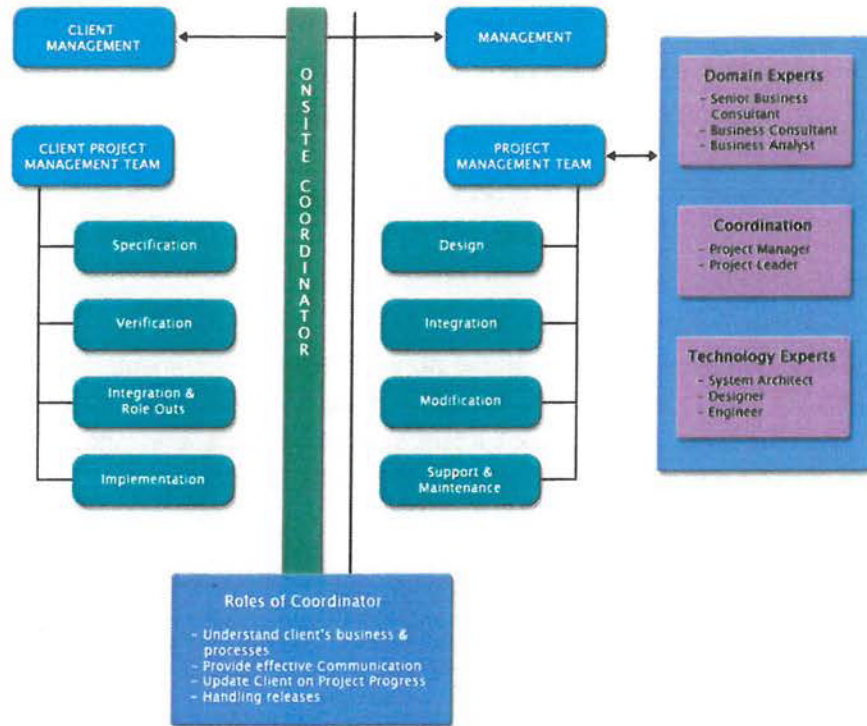 CLIENT
MANAGEMENT
MANAGEMENT
ONSITE COORDINATOR
CLIENT PROJECT
MANAGEMENT TEAM
Specification
Verification
Integration &
Role Outs
Implementation
PROJECT
MANAGEMENT TEAM
Design
Integration
Modification
Support &
Maintenance
Domain Experts
- Senior Business
Consultant
- Business Consultant
- Business Analyst
Coordination
- Project Manager
- Project Leader
Technology Experts
- System Architect
- Designer
- Engineer
Roles of Coordinator
- Understand client's business &
processes
- Provide effective Communication
- Update Client on Project Progress
- Handling releases